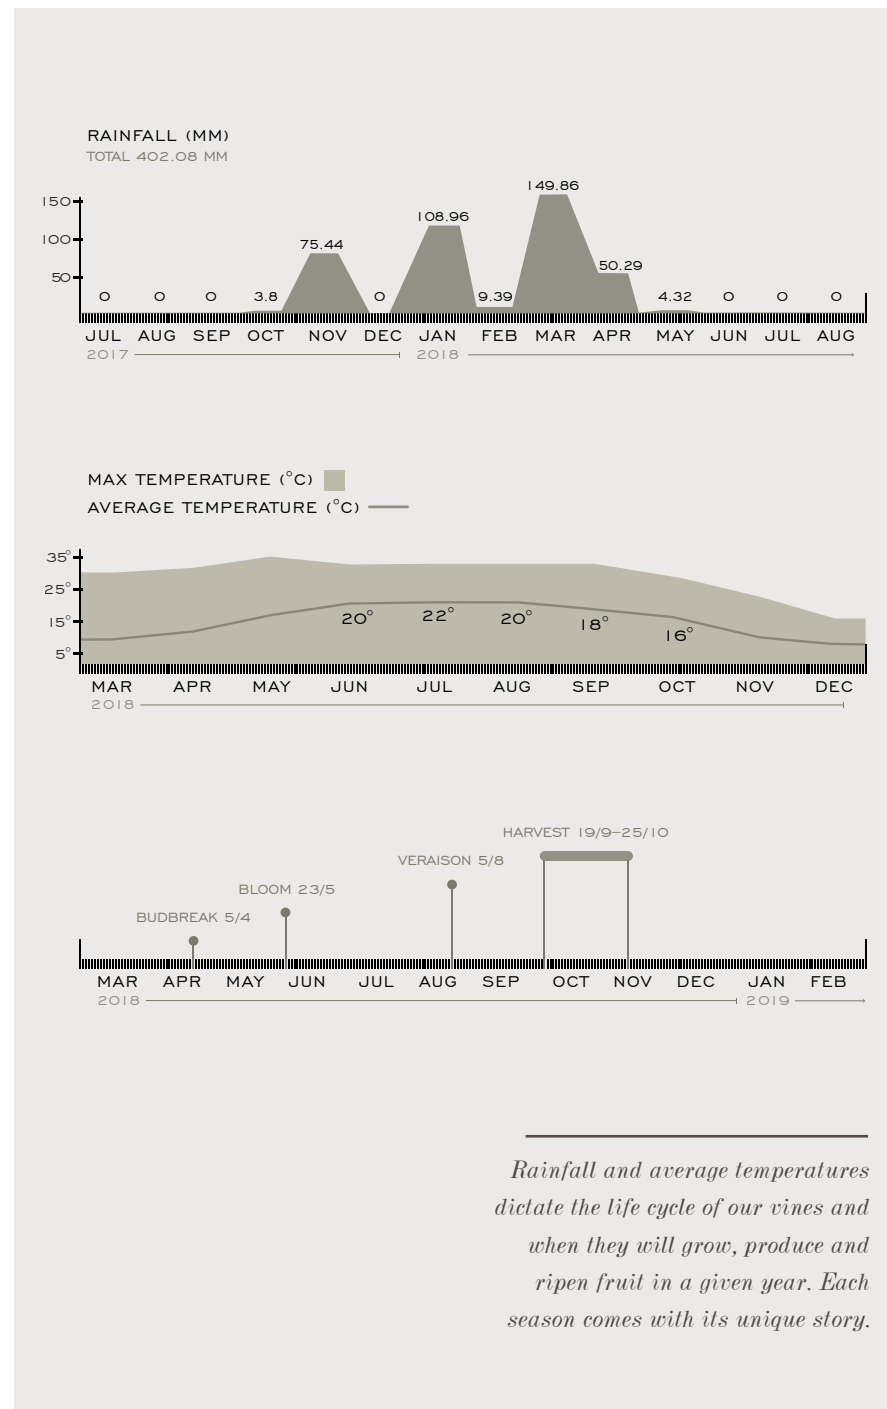 RAINFALL (MM)
TOTAL 402.08 MM
150
100
50
0 0 0 3.8 75.44 0 108.96 9.39 149.86 50.29 4.32 0 0 0
JUL AUG SEP OCT NOV DEC JAN FEB MAR APR MAY JUN JUL AUG
2017 2018
MAX TEMPERATURE (°C)
AVERAGE TEMPERATURE (°C)
35°
25°
15°
5°
20° 22° 20° 18° 16°
MAR APR MAY JUN JUL AUG SEP OCT NOV DEC
2018
HARVEST 19/9–25/10
VERAISON 5/8
BLOOM 23/5
BUDBREAK 5/4
MAR APR MAY JUN JUL AUG SEP OCT NOV DEC JAN FEB
2018 2019
Rainfall and average temperatures
dictate the life cycle of our vines and
when they will grow, produce and
ripen fruit in a given year. Each
season comes with its unique story.